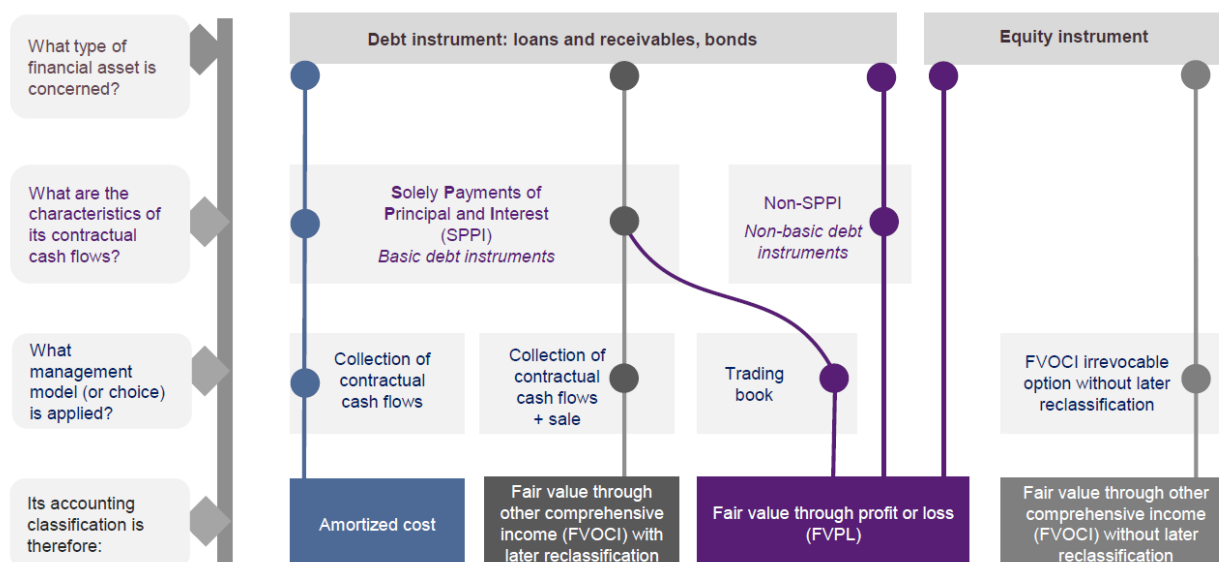 What type of
financial asset is
concerned?
Debt instrument: loans and receivables, bonds
Equity instrument
What are the
characteristics of
its contractual
cash flows?
Solely Payments of
Principal and Interest
(SPPI)
Basic debt instruments
Non-SPPI
Non-basic debt
instruments
What
management
model (or choice)
is applied?
Collection of
contractual
cash flows
Collection of
contractual
cash flows
+ sale
Trading
book
FVOCI irrevocable
option without later
reclassification
Its accounting
classification is
therefore:
Amortized cost
Fair value through
other comprehensive
income (FVOCI) with
later reclassification
Fair value through profit or loss
(FVPL)
Fair value through other
comprehensive income
(FVOCI) without later
reclassification